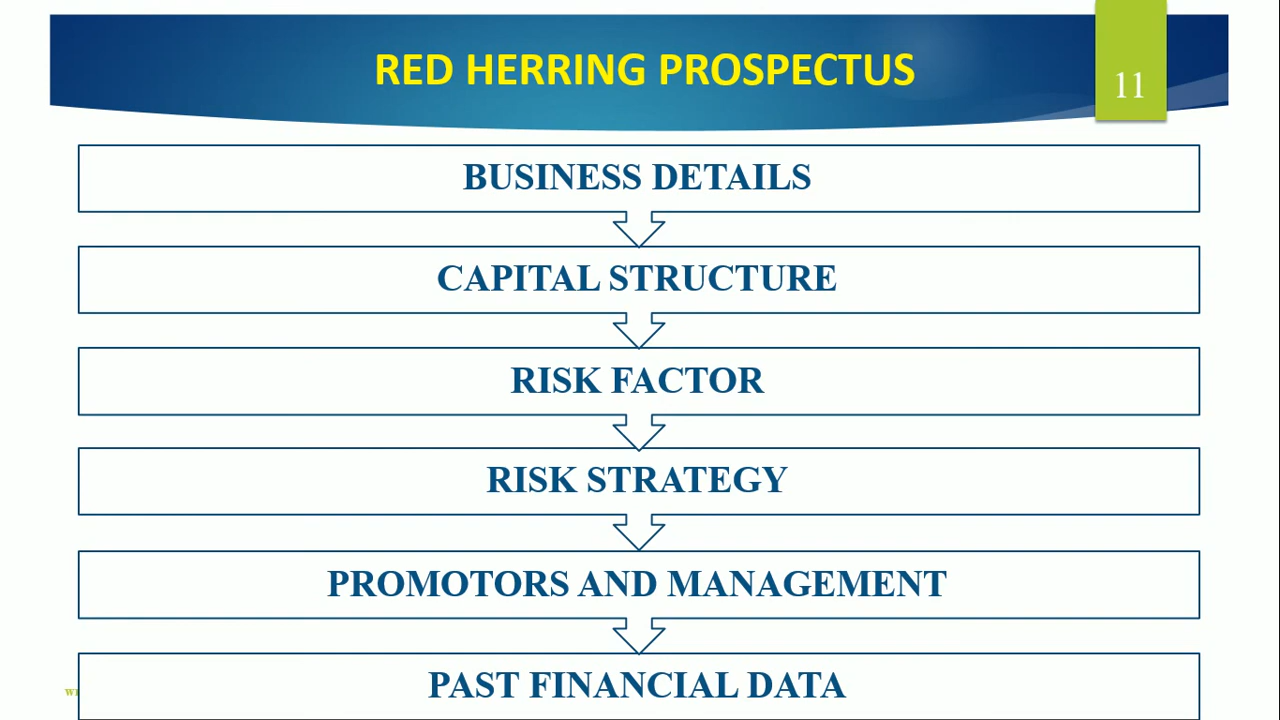 RED HERRING PROSPECTUS
11
BUSINESS DETAILS
CAPITAL STRUCTURE
RISK FACTOR
RISK STRATEGY
PROMOTORS AND MANAGEMENT
PAST FINANCIAL DATA